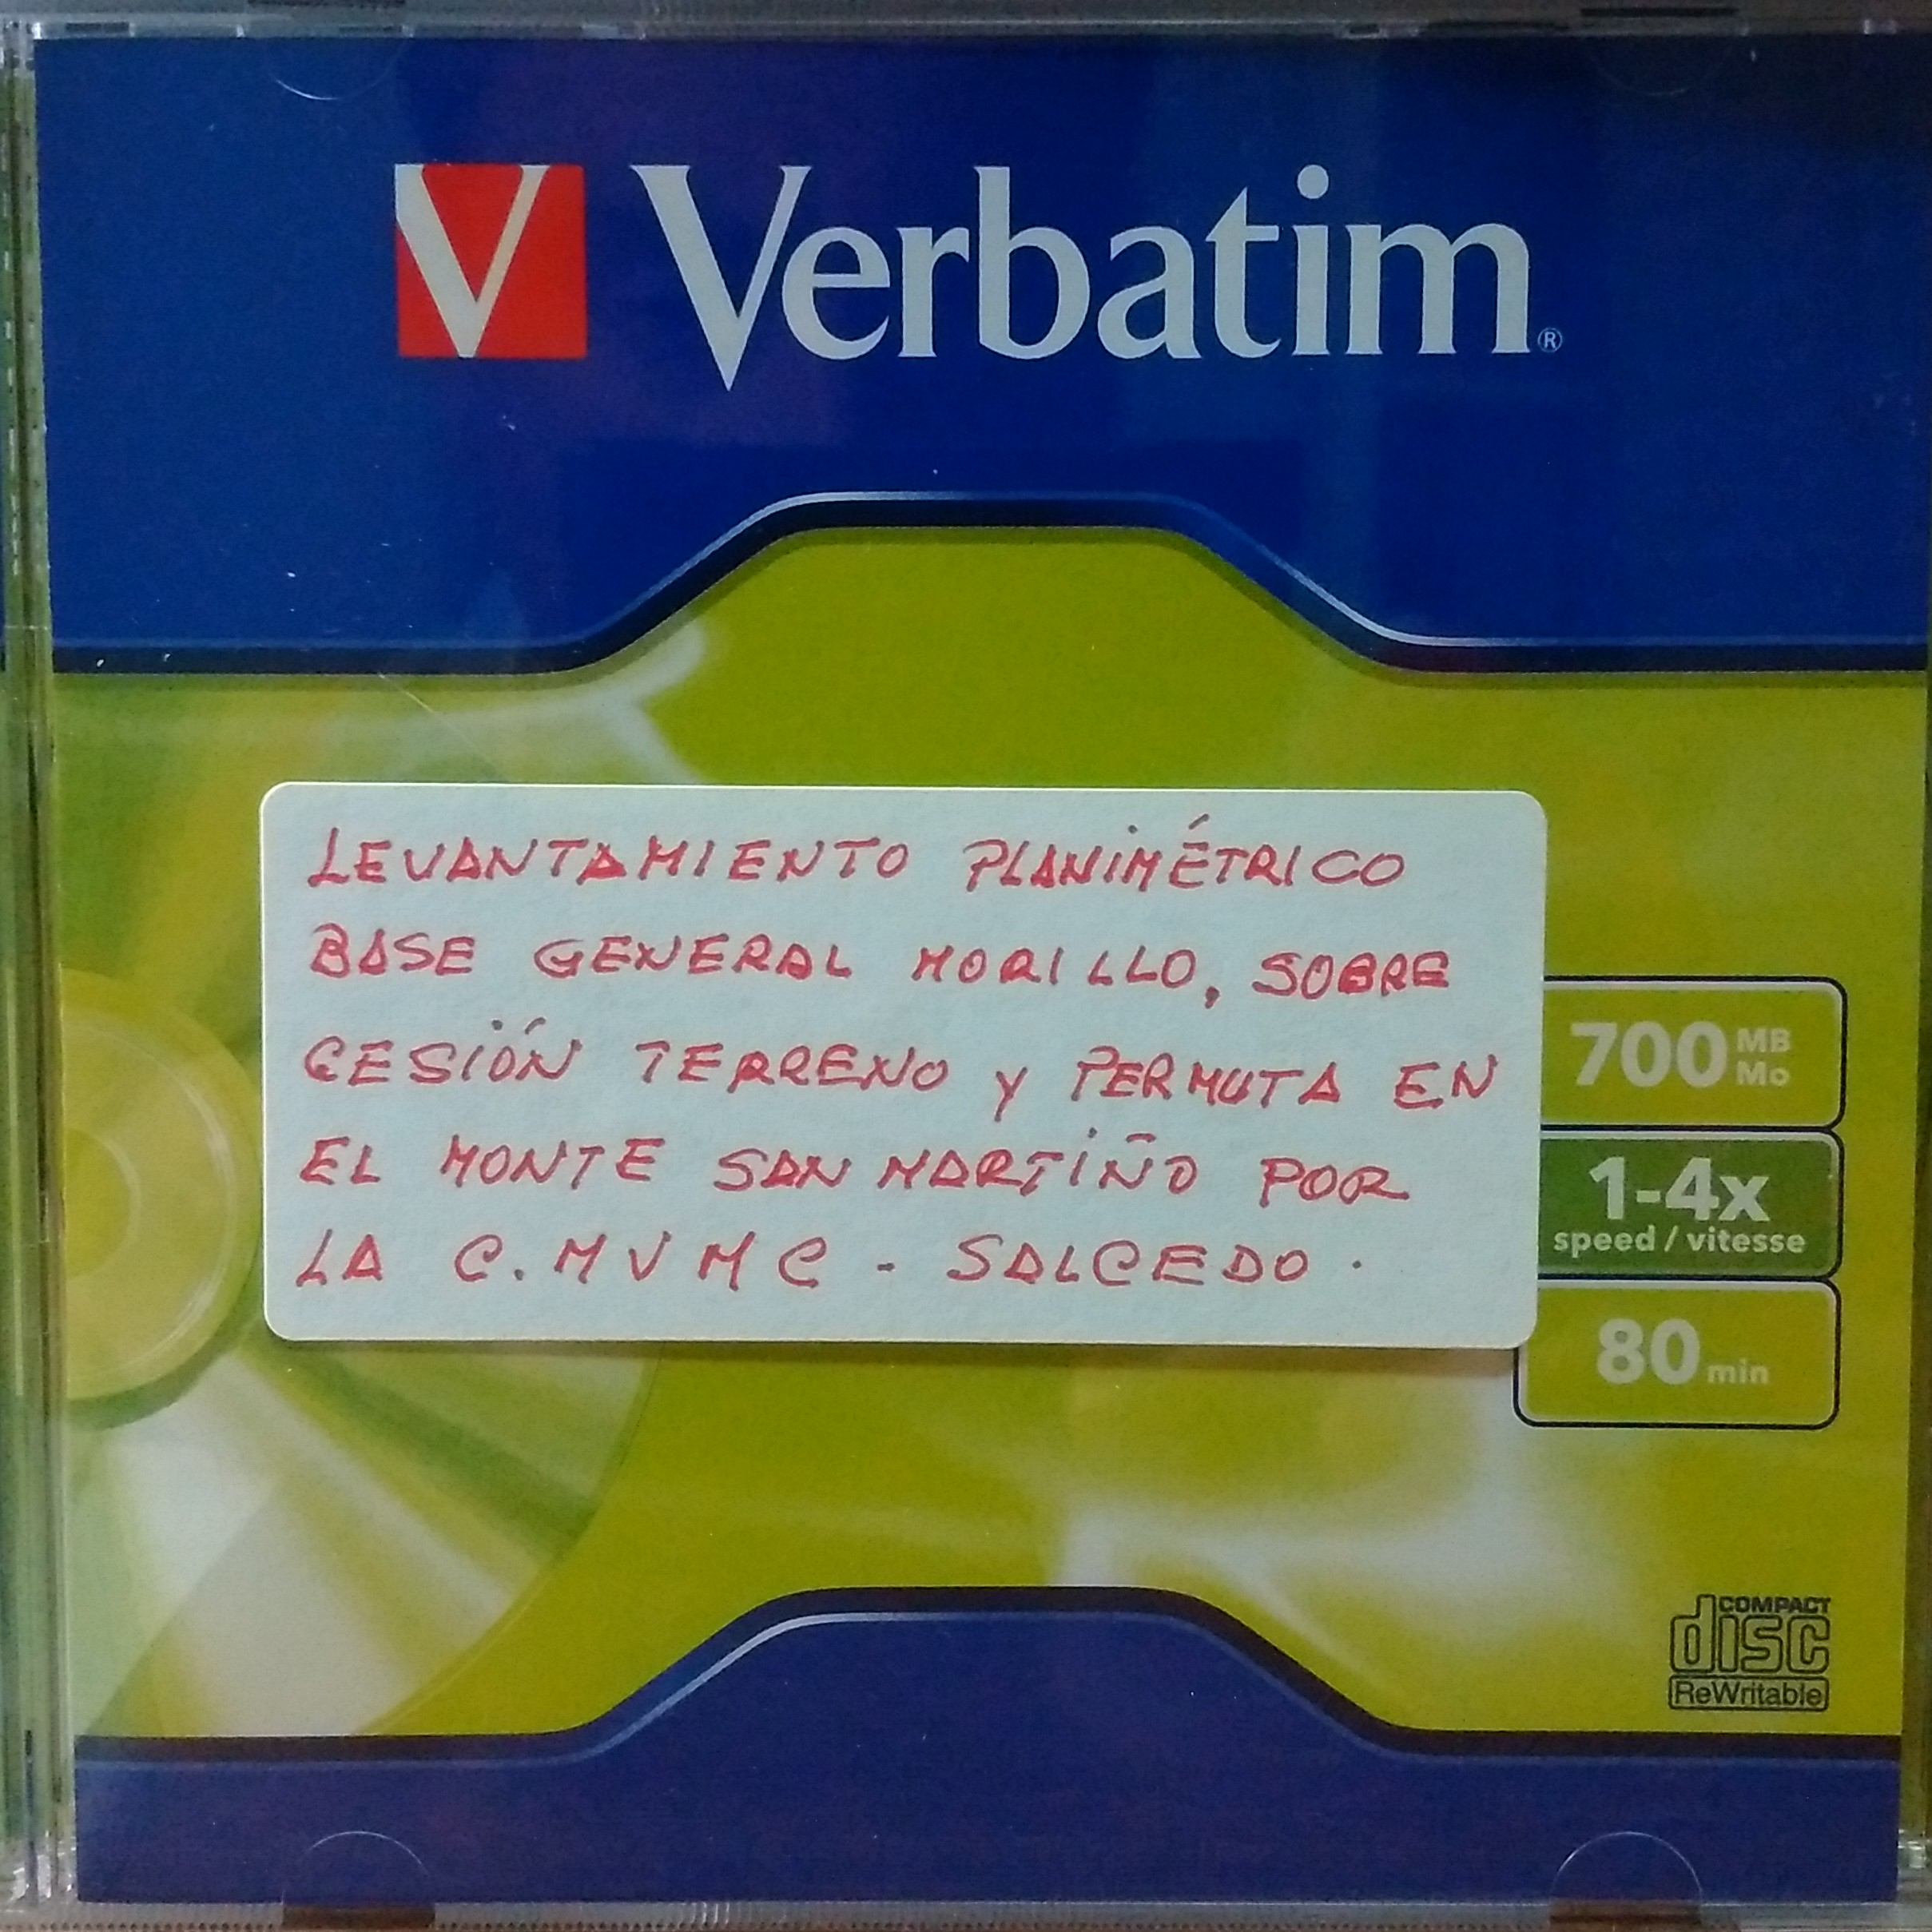 V Verbatim®
LEVANTAMIENTO PLANIMÉTRICO
BASE GENERAL MORILLO, SOBRE
CESIÓN TERRENO Y PERMUTA EN
EL MONTE SAN MARTIÑO POR
LA C.MVMC - SALCEDO.
700 MB
Mo
1-4x
speed / vitesse
80 min
COMPACT
disc
ReWritable